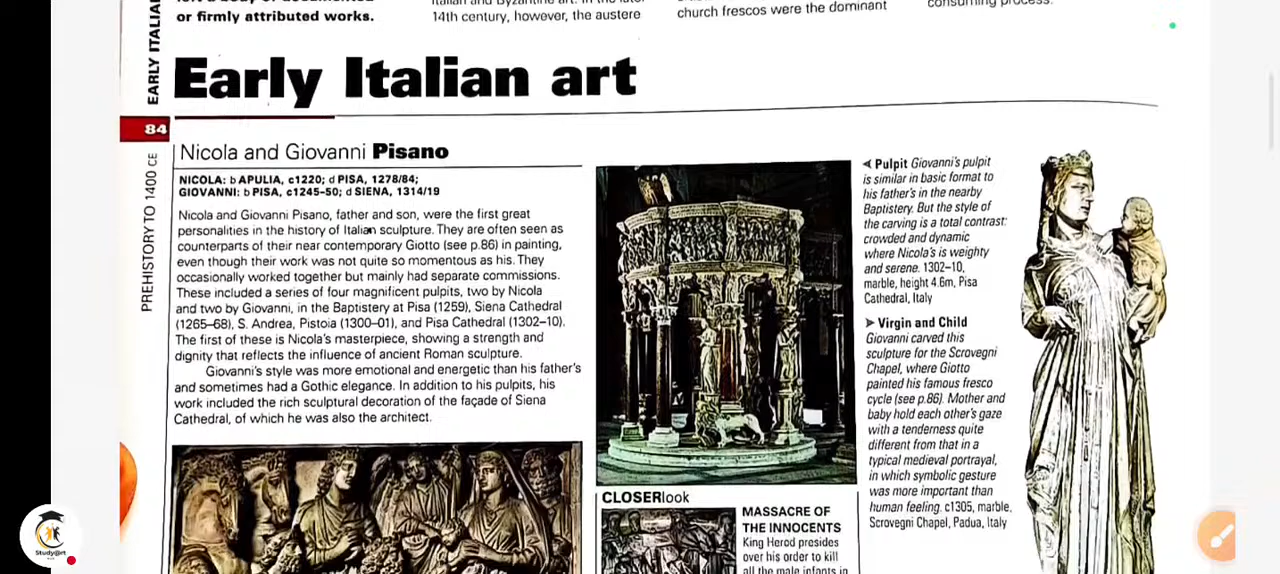 or firmly attributed works.
14th century, however, the austere
church frescos were the dominant
consuming process.
EARLY ITALIAN
Early Italian art
84
PREHISTORY TO 1400 CE
Nicola and Giovanni Pisano
NICOLA: b APULIA, c1220; d PISA, 1278/84;
GIOVANNI: b PISA, c1245-50; d SIENA, 1314/19
Nicola and Giovanni Pisano, father and son, were the first great
personalities in the history of Italian sculpture. They are often seen as
counterparts of their near contemporary Giotto (see p.86) in painting,
even though their work was not quite so momentous as his. They
occasionally worked together but mainly had separate commissions.
These included a series of four magnificent pulpits, two by Nicola
and two by Giovanni, in the Baptistery at Pisa (1259), Siena Cathedral
(1265–68), S. Andrea, Pistoia (1300–01), and Pisa Cathedral (1302–10).
The first of these is Nicola's masterpiece, showing a strength and
dignity that reflects the influence of ancient Roman sculpture.
Giovanni's style was more emotional and energetic than his father's
and sometimes had a Gothic elegance. In addition to his pulpits, his
work included the rich sculptural decoration of the façade of Siena
Cathedral, of which he was also the architect.
◄ Pulpit Giovanni's pulpit
is similar in basic format to
his father's in the nearby
Baptistery. But the style of
the carving is a total contrast:
crowded and dynamic
where Nicola's is weighty
and serene. 1302–10,
marble, height 4.6m, Pisa
Cathedral, Italy
► Virgin and Child
Giovanni carved this
sculpture for the Scrovegni
Chapel, where Giotto
painted his famous fresco
cycle (see p.86). Mother and
baby hold each other's gaze
with a tenderness quite
different from that in a
typical medieval portrayal,
in which symbolic gesture
was more important than
human feeling. c1305, marble,
Scrovegni Chapel, Padua, Italy
CLOSERlook
MASSACRE OF
THE INNOCENTS
King Herod presides
over his order to kill
all the male infants in
Study@rt